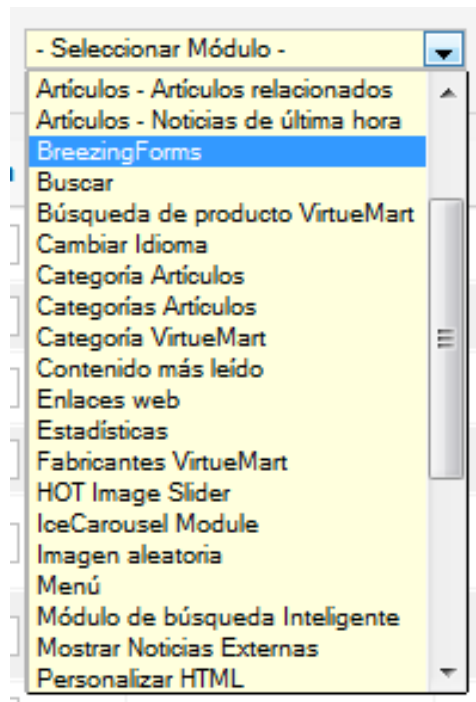 - Seleccionar Módulo -
Artículos - Artículos relacionados
Artículos - Noticias de última hora
BreezingForms
Buscar
Búsqueda de producto VirtueMart
Cambiar Idioma
Categoría Artículos
Categorías Artículos
Categoría VirtueMart
Contenido más leído
Enlaces web
Estadísticas
Fabricantes VirtueMart
HOT Image Slider
IceCarousel Module
Imagen aleatoria
Menú
Módulo de búsqueda Inteligente
Mostrar Noticias Externas
Personalizar HTML